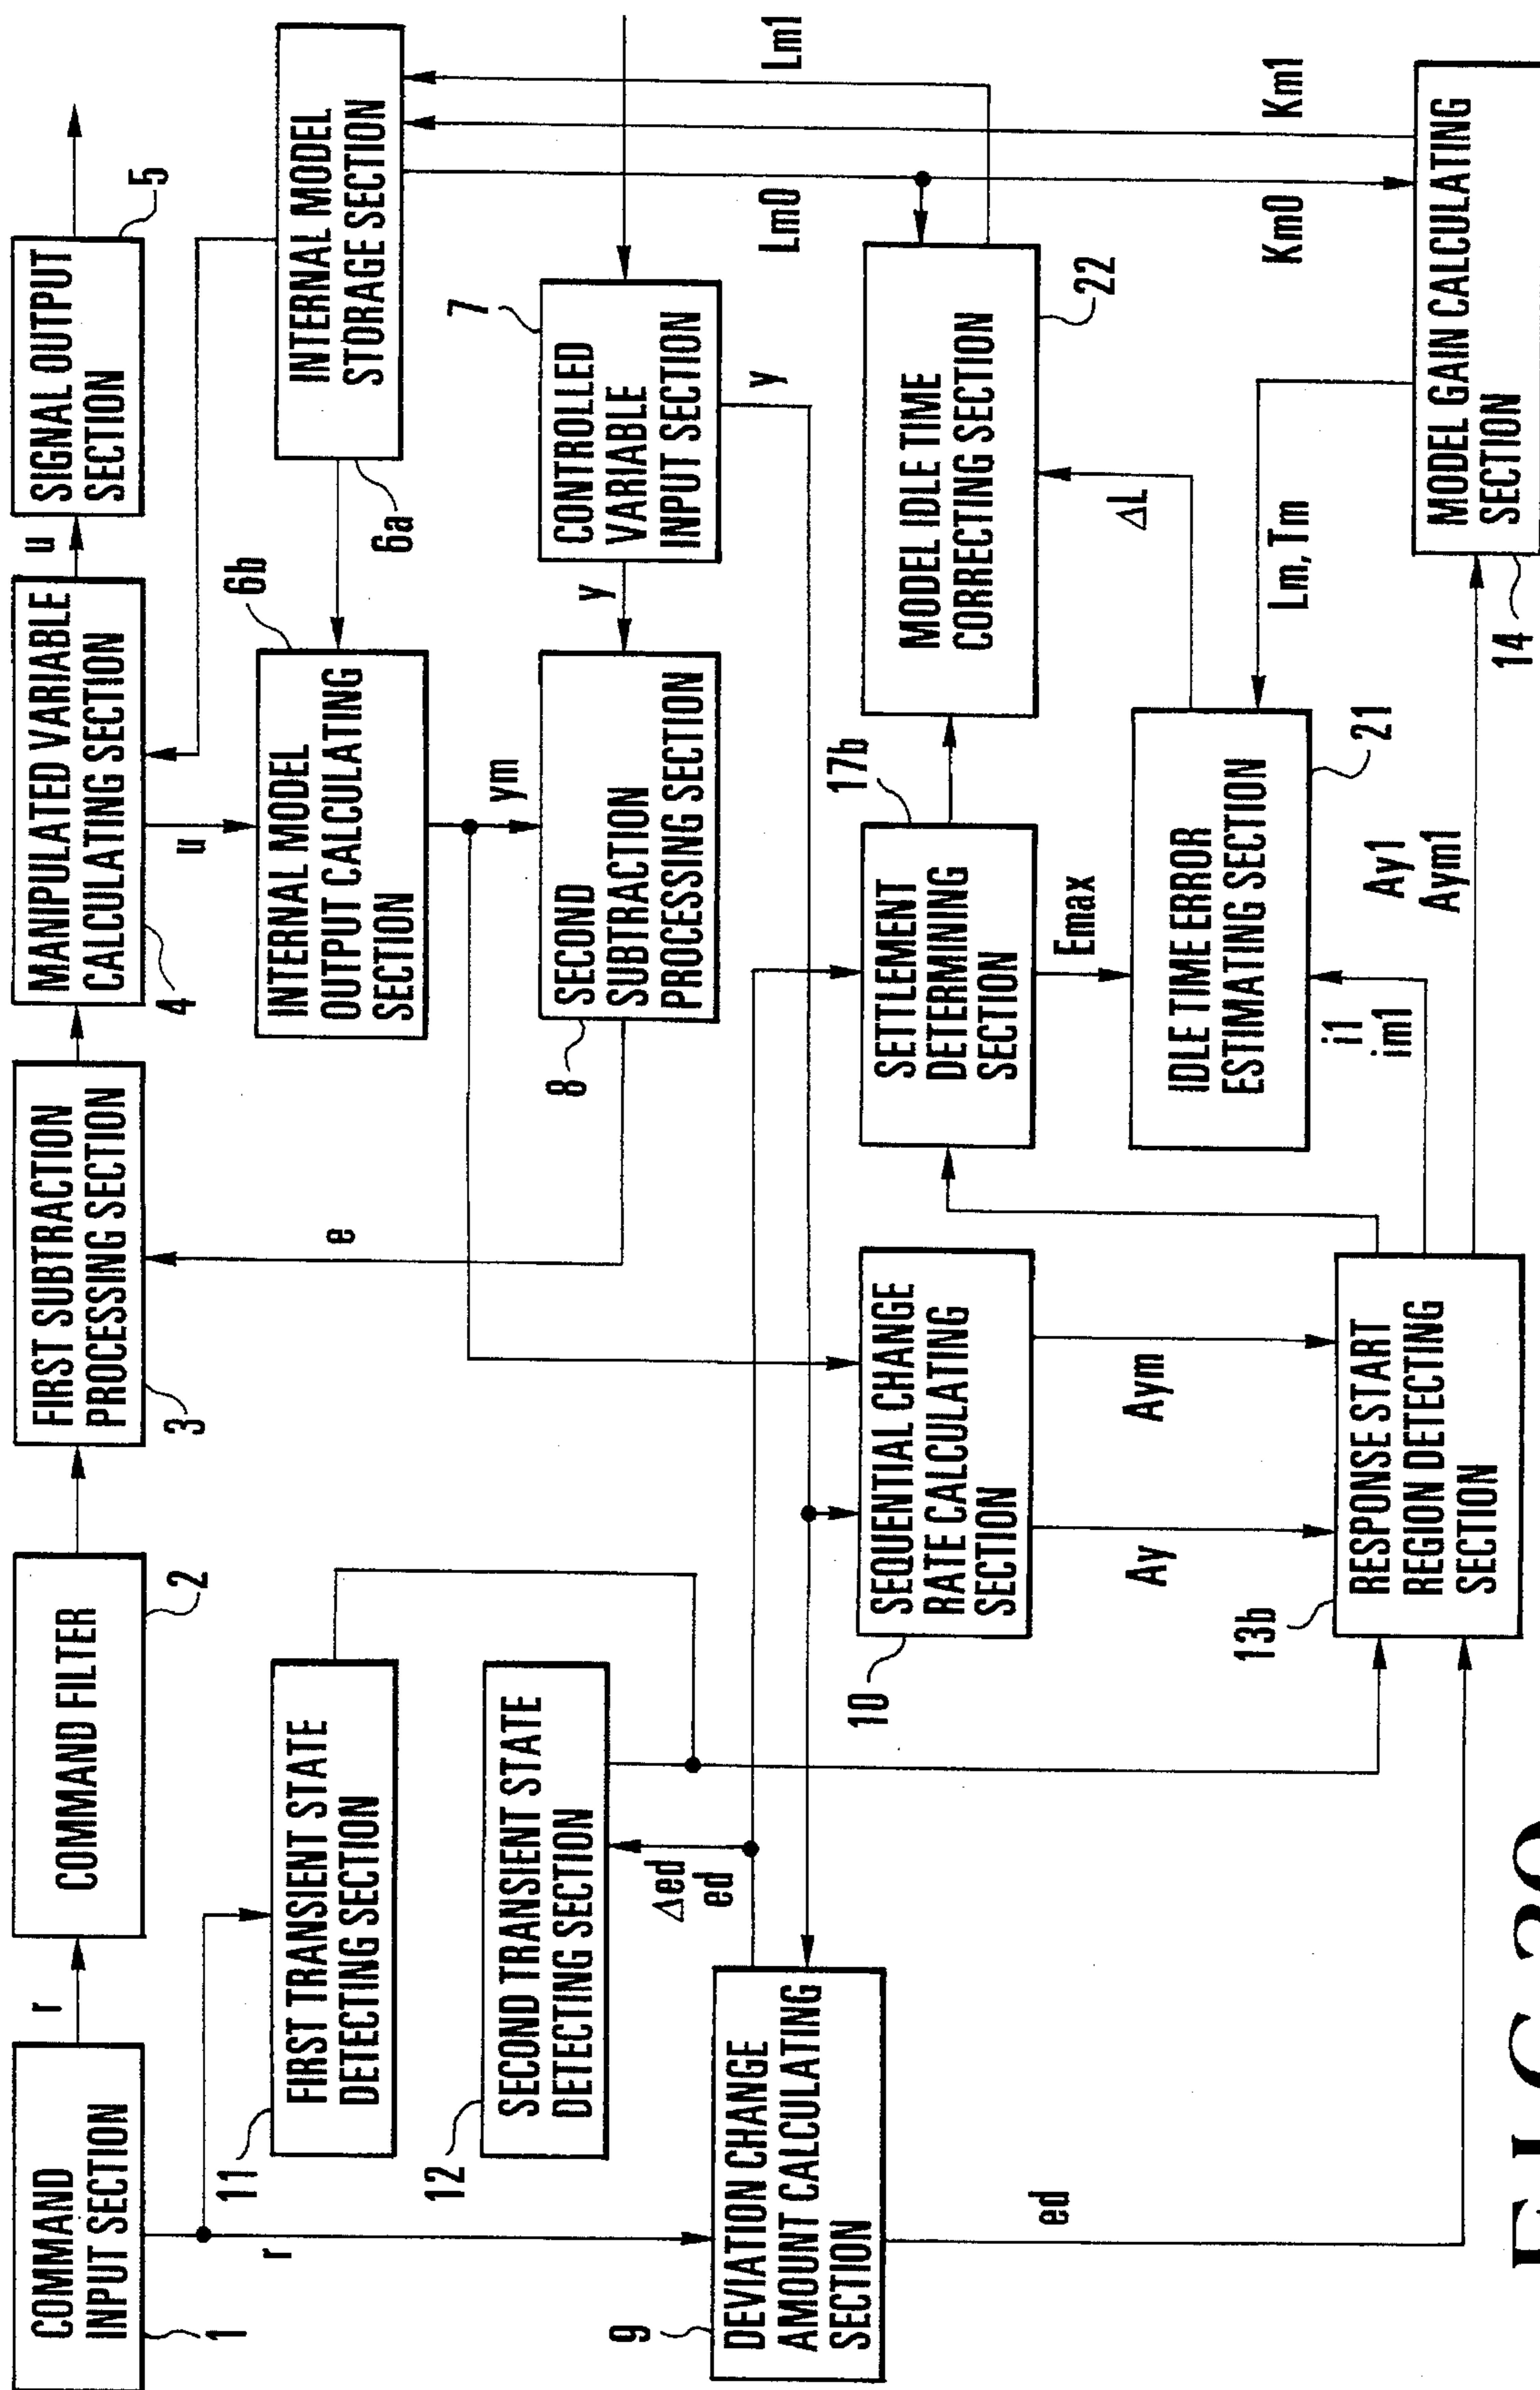 COMMAND
INPUT SECTION
1
r
COMMAND FILTER
2
FIRST SUBTRACTION
PROCESSING SECTION
3
MANIPULATED VARIABLE
CALCULATING SECTION
4
u
SIGNAL OUTPUT
SECTION
5
r
11
FIRST TRANSIENT STATE
DETECTING SECTION
12
SECOND TRANSIENT STATE
DETECTING SECTION
Δed
ed
e
u
6b
INTERNAL MODEL
OUTPUT CALCULATING
SECTION
ym
INTERNAL MODEL
STORAGE SECTION
6a
8
SECOND
SUBTRACTION
PROCESSING SECTION
y
7
CONTROLLED
VARIABLE
INPUT SECTION
y
Lm0
Lm1
9
DEVIATION CHANGE
AMOUNT CALCULATING
SECTION
ed
10
SEQUENTIAL CHANGE
RATE CALCULATING
SECTION
Ay
Aym
17b
SETTLEMENT
DETERMINING
SECTION
Emax
MODEL IDLE TIME
CORRECTING SECTION
22
ΔL
IDLE TIME ERROR
ESTIMATING SECTION
21
i1
im1
Lm, Tm
Km0
Km1
13b
RESPONSE START
REGION DETECTING
SECTION
Ay1
Aym1
14
MODEL GAIN CALCULATING
SECTION